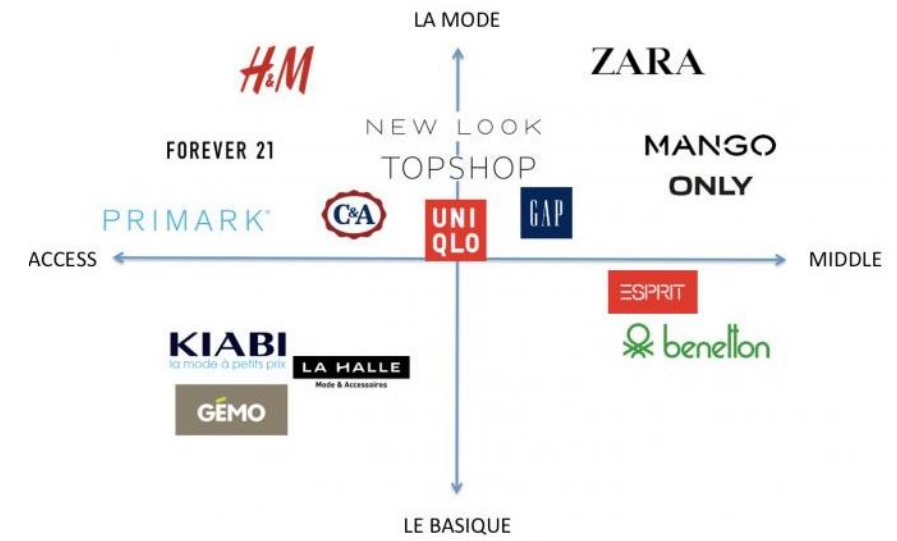 LA MODE
H&M
ZARA
NEW LOOK
FOREVER 21
MANGO
TOPSHOP
ONLY
PRIMARK®
C&A
UNI
QLO
GAP
ACCESS
MIDDLE
ESPRIT
benetton
KIABI
la mode à petits prix
LA HALLE
Mode & Accessoires
GÉMO
LE BASIQUE